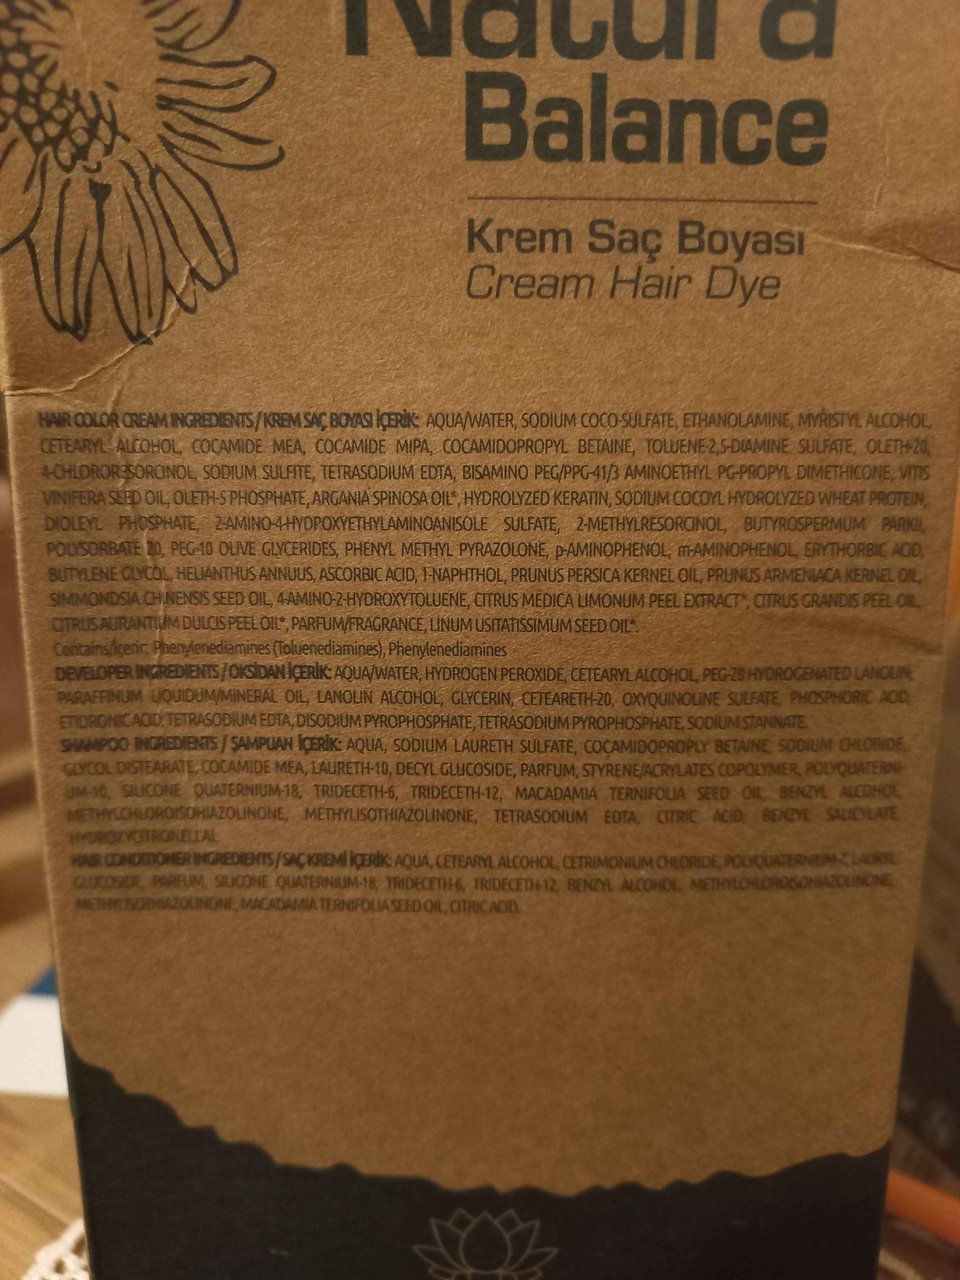 Natura
Balance
Krem Saç Boyası
Cream Hair Dye
HAIR COLOR CREAM INGREDIENTS / KREM SAÇ BOYASI İÇERİK: AQUA/WATER, SODIUM COCO-SULFATE, ETHANOLAMINE, MYRISTYL ALCOHOL,
CETEARYL ALCOHOL, COCAMIDE MEA, COCAMIDE MIPA, COCAMIDOPROPYL BETAINE, TOLUENE-2,5-DIAMINE SULFATE, OLETH-20,
4-CHLORORESORCINOL, SODIUM SULFITE, TETRASODIUM EDTA, BISAMINO PEG/PPG-41/3 AMINOETHYL PG-PROPYL DIMETHICONE, VITIS
VINIFERA SEED OIL, OLETH-5 PHOSPHATE, ARGANIA SPINOSA OIL*, HYDROLYZED KERATIN, SODIUM COCOYL HYDROLYZED WHEAT PROTEIN,
DIOLEYL PHOSPHATE, 2-AMINO-4-HYDROXYETHYLAMINOANISOLE SULFATE, 2-METHYLRESORCINOL, BUTYROSPERMUM PARKII,
POLYSORBATE 20, PEG-10 OLIVE GLYCERIDES, PHENYL METHYL PYRAZOLONE, p-AMINOPHENOL, m-AMINOPHENOL, ERYTHORBIC ACID,
BUTYLENE GLYCOL, HELIANTHUS ANNUUS, ASCORBIC ACID, 1-NAPHTHOL, PRUNUS PERSICA KERNEL OIL, PRUNUS ARMENIACA KERNEL OIL,
SIMMONDSIA CHINENSIS SEED OIL, 4-AMINO-2-HYDROXYTOLUENE, CITRUS MEDICA LIMONUM PEEL EXTRACT*, CITRUS GRANDIS PEEL OIL,
CITRUS AURANTIUM DULCIS PEEL OIL*, PARFUM/FRAGRANCE, LINUM USITATISSIMUM SEED OIL*.
Contains/İçerir: Phenylenediamines (Toluenediamines), Phenylenediamines
DEVELOPER INGREDIENTS / OKSİDAN İÇERİK: AQUA/WATER, HYDROGEN PEROXIDE, CETEARYL ALCOHOL, PEG-20 HYDROGENATED LANOLIN,
PARAFFINUM LIQUIDUM/MINERAL OIL, LANOLIN ALCOHOL, GLYCERIN, CETEARETH-20, OXYQUINOLINE SULFATE, PHOSPHORIC ACID,
ETIDRONIC ACID, TETRASODIUM EDTA, DISODIUM PYROPHOSPHATE, TETRASODIUM PYROPHOSPHATE, SODIUM STANNATE.
SHAMPOO INGREDIENTS / ŞAMPUAN İÇERİK: AQUA, SODIUM LAURETH SULFATE, COCAMIDOPROPLY BETAINE, SODIUM CHLORIDE,
GLYCOL DISTEARATE, COCAMIDE MEA, LAURETH-10, DECYL GLUCOSIDE, PARFUM, STYRENE/ACRYLATES COPOLYMER, POLYQUATERNI-
UM-10, SILICONE QUATERNIUM-18, TRIDECETH-6, TRIDECETH-12, MACADAMIA TERNIFOLIA SEED OIL, BENZYL ALCOHOL,
METHYLCHLOROISOHIAZOLINONE, METHYLISOTHIAZOLINONE, TETRASODIUM EDTA, CITRIC ACID, BENZYL SALICYLATE,
HYDROXYCITRONELLAL
HAIR CONDITIONER INGREDIENTS / SAÇ KREMİ İÇERİK: AQUA, CETEARYL ALCOHOL, CETRIMONIUM CHLORIDE, POLYQUATERNIUM-7, LAURYL
GLUCOSIDE, PARFUM, SILICONE QUATERNIUM-18, TRIDECETH-6, TRIDECETH-12, BENZYL ALCOHOL, METHYLCHLOROISOHIAZOLINONE,
METHYLISOTHIAZOLINONE, MACADAMIA TERNIFOLIA SEED OIL, CITRIC ACID.